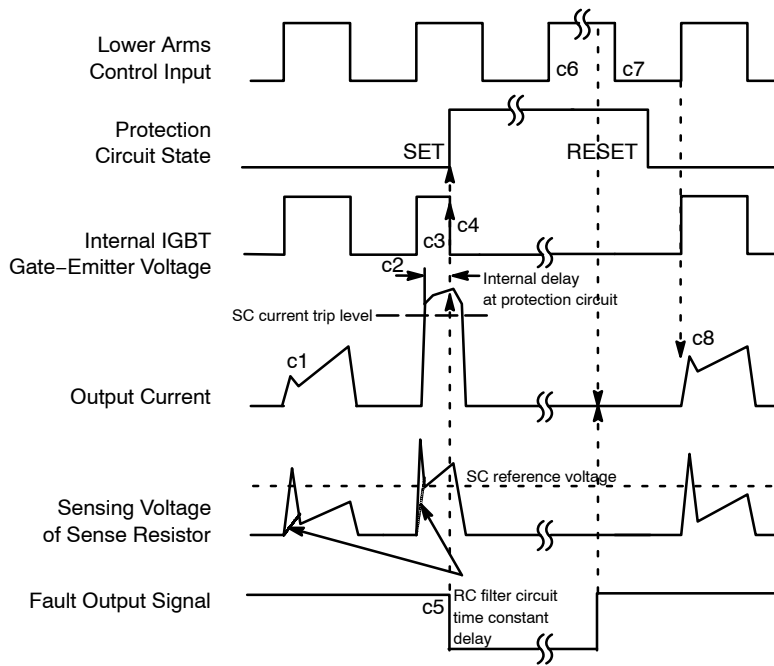 Lower Arms
Control Input
c6
c7
Protection
Circuit State
SET
RESET
Internal IGBT
Gate−Emitter Voltage
c3
c4
c2
Internal delay
at protection circuit
SC current trip level
c1
c8
Output Current
SC reference voltage
Sensing Voltage
of Sense Resistor
Fault Output Signal
c5
RC filter circuit
time constant
delay